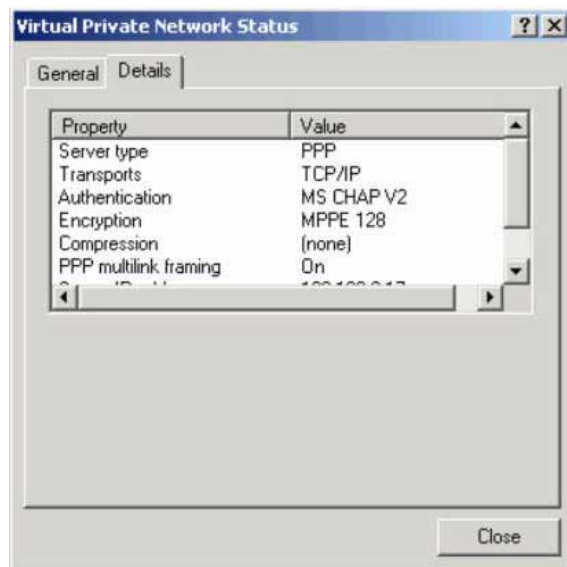 Virtual Private Network Status
General Details
Property Value
Server type PPP
Transports TCP/IP
Authentication MS CHAP V2
Encryption MPPE 128
Compression (none)
PPP multilink framing On
Close